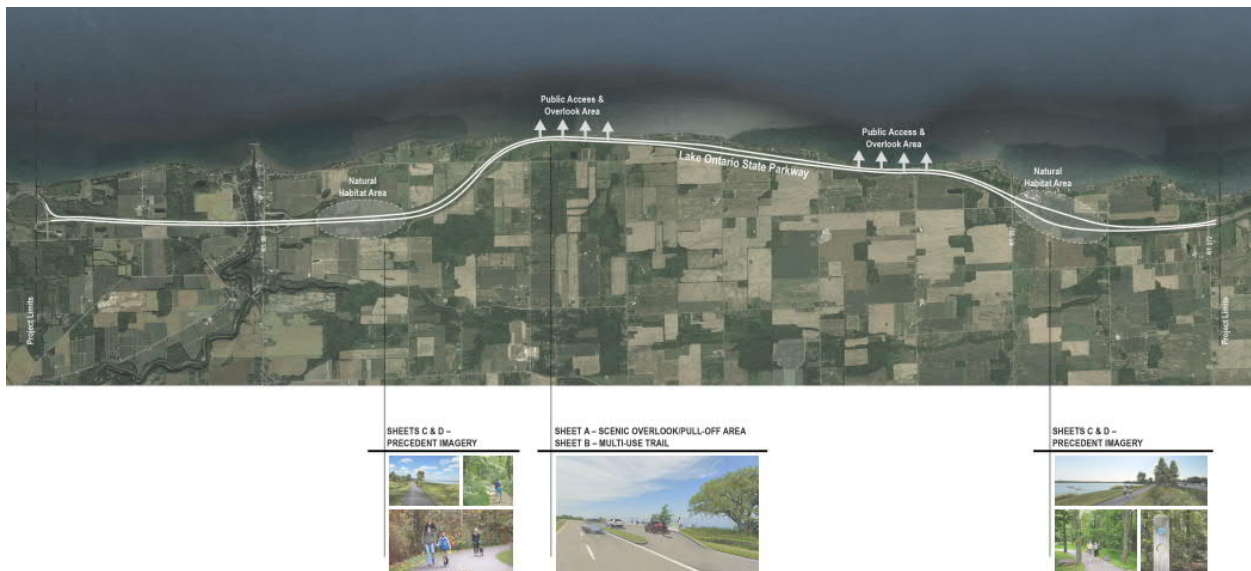 Public Access &
Overlook Area
Public Access &
Overlook Area
Lake Ontario State Parkway
Natural
Habitat Area
Natural
Habitat Area
Project Limits
Project Limits
SHEETS C & D –
PRECEDENT IMAGERY
SHEET A – SCENIC OVERLOOK/PULL-OFF AREA
SHEET B – MULTI-USE TRAIL
SHEETS C & D –
PRECEDENT IMAGERY